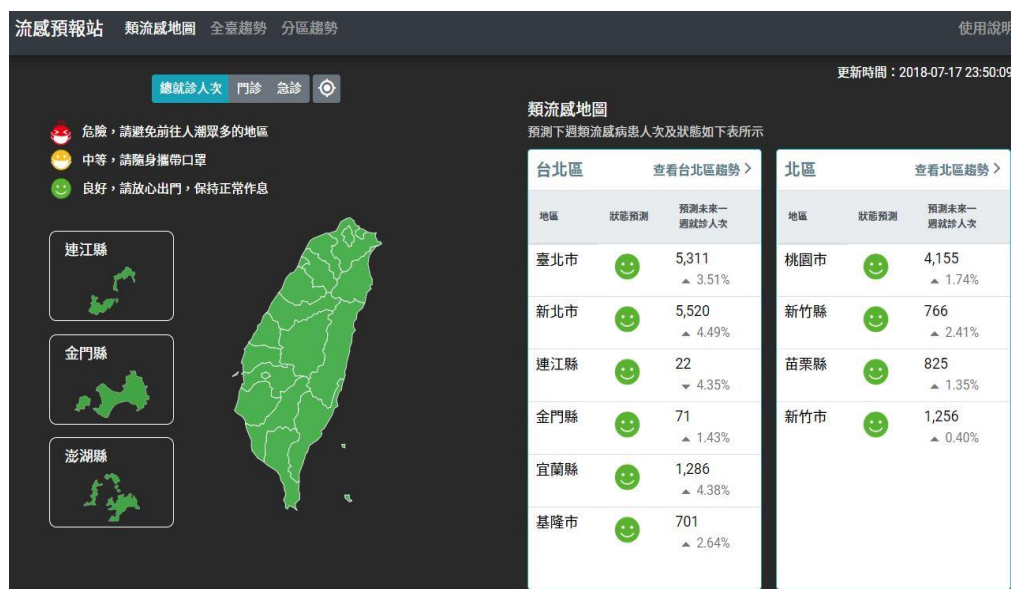 流感預報站 類流感地圖 全臺趨勢 分區趨勢 使用說明
更新時間：2018-07-17 23:50:09
總就診人次 門診 急診
危險，請避免前往人潮眾多的地區
中等，請隨身攜帶口罩
良好，請放心出門，保持正常作息
連江縣
金門縣
澎湖縣
類流感地圖
預測下週類流感病患人次及狀態如下表所示
台北區 查看台北區趨勢
地區 狀態預測 預測未來一
週就診人次
臺北市 5,311
▲ 3.51%
新北市 5,520
▲ 4.49%
連江縣 22
▼ 4.35%
金門縣 71
▲ 1.43%
宜蘭縣 1,286
▲ 4.38%
基隆市 701
▲ 2.64%
北區 查看北區趨勢
地區 狀態預測 預測未來一
週就診人次
桃園市 4,155
▲ 1.74%
新竹縣 766
▲ 2.41%
苗栗縣 825
▲ 1.35%
新竹市 1,256
▲ 0.40%